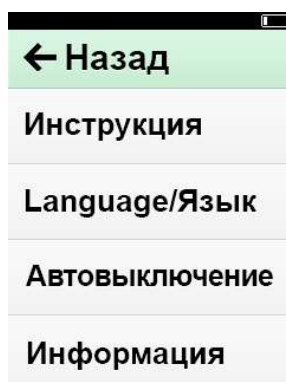 Назад
Инструкция
Language/Язык
Автовыключение
Информация